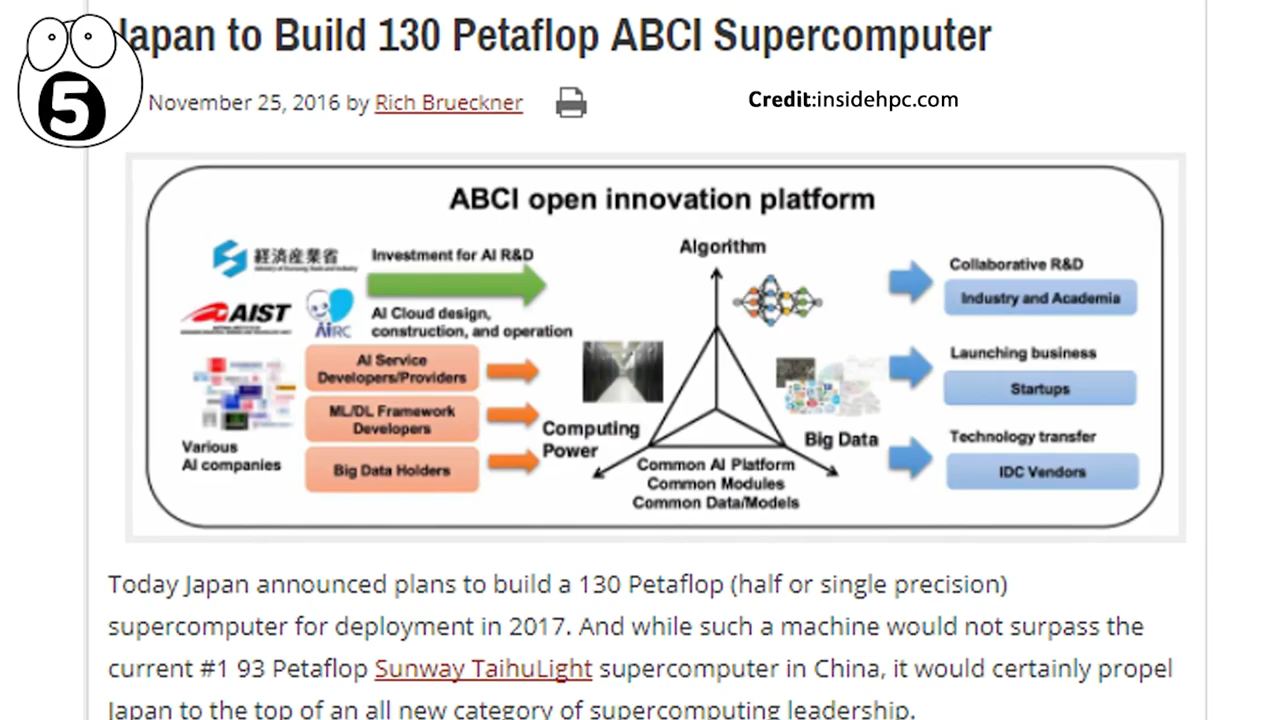 Japan to Build 130 Petaflop ABCI Supercomputer
5
November 25, 2016 by Rich Brueckner
Credit:insidehpc.com
ABCI open innovation platform
経済産業省
Ministry of Economy, Trade and Industry
Investment for AI R&D
AIST
AIRC
AI Cloud design,
construction, and operation
AI Service
Developers/Providers
ML/DL Framework
Developers
Big Data Holders
Various
AI companies
Computing
Power
Algorithm
Big Data
Common AI Platform
Common Modules
Common Data/Models
Collaborative R&D
Industry and Academia
Launching business
Startups
Technology transfer
IDC Vendors
Today Japan announced plans to build a 130 Petaflop (half or single precision)
supercomputer for deployment in 2017. And while such a machine would not surpass the
current #1 93 Petaflop Sunway TaihuLight supercomputer in China, it would certainly propel
Japan to the top of an all new category of supercomputing leadership.